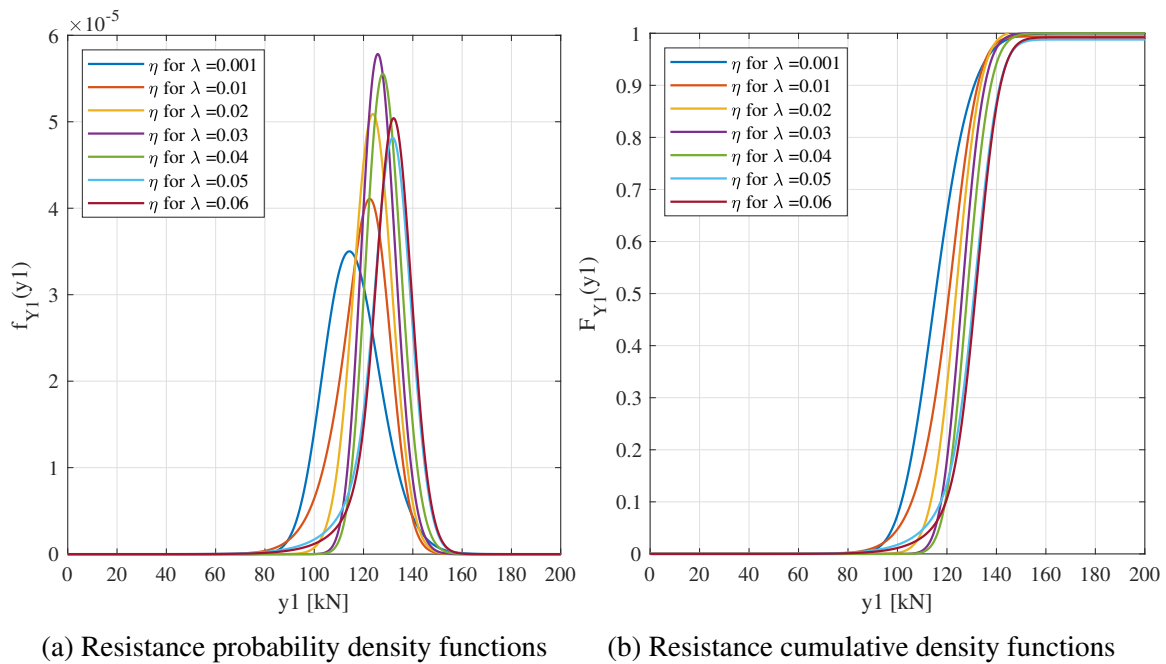 ×10⁻⁵
6
5
4
3
2
1
0
f_Y1(y1)
η for λ =0.001
η for λ =0.01
η for λ =0.02
η for λ =0.03
η for λ =0.04
η for λ =0.05
η for λ =0.06
0 20 40 60 80 100 120 140 160 180 200
y1 [kN]
(a) Resistance probability density functions
1
0.9
0.8
0.7
0.6
0.5
0.4
0.3
0.2
0.1
0
F_Y1(y1)
η for λ =0.001
η for λ =0.01
η for λ =0.02
η for λ =0.03
η for λ =0.04
η for λ =0.05
η for λ =0.06
0 20 40 60 80 100 120 140 160 180 200
y1 [kN]
(b) Resistance cumulative density functions